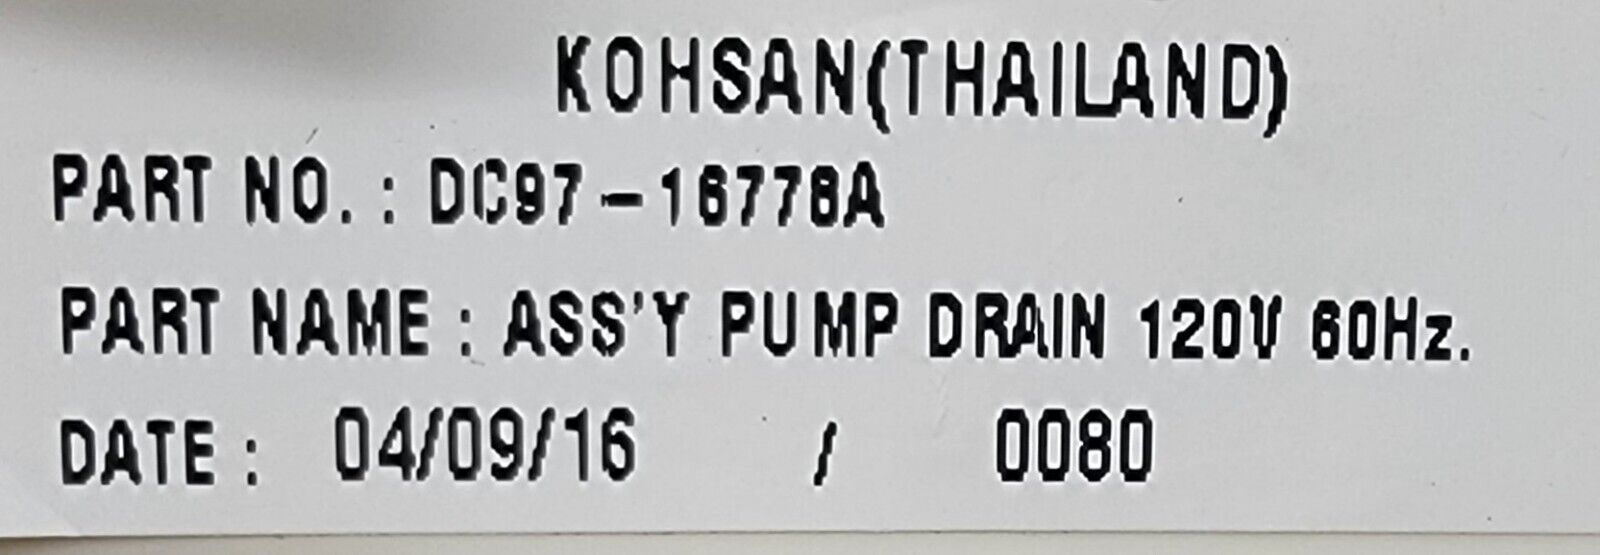 KOHSAN(THAILAND)
PART NO. : DC97-16778A
PART NAME : ASS'Y PUMP DRAIN 120V 60Hz.
DATE : 04/09/16 / 0080